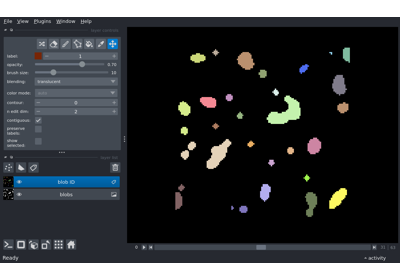 File View Plugins Window Help
label: 1
opacity: 0.70
brush size: 10
blending: translucent
color mode:
contour: 0
n edit dim: 2
contiguous:
preserve labels:
show selected:
blob ID
blobs
0
Ready
activity